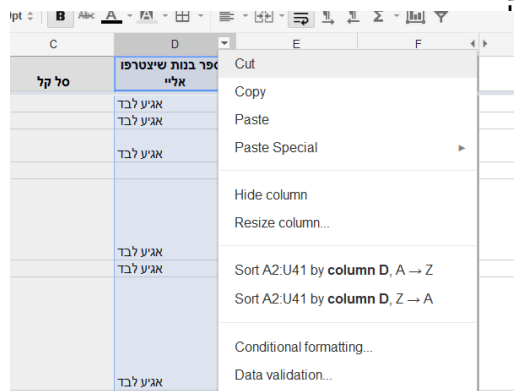 pt
B Abc A A Σ
C D E F
סל קל
ספר בנות שיצטרפו
אליי
אגיע לבד
אגיע לבד
אגיע לבד
אגיע לבד
אגיע לבד
אגיע לבד
Cut
Copy
Paste
Paste Special
Hide column
Resize column...
Sort A2:U41 by column D, A → Z
Sort A2:U41 by column D, Z → A
Conditional formatting...
Data validation...